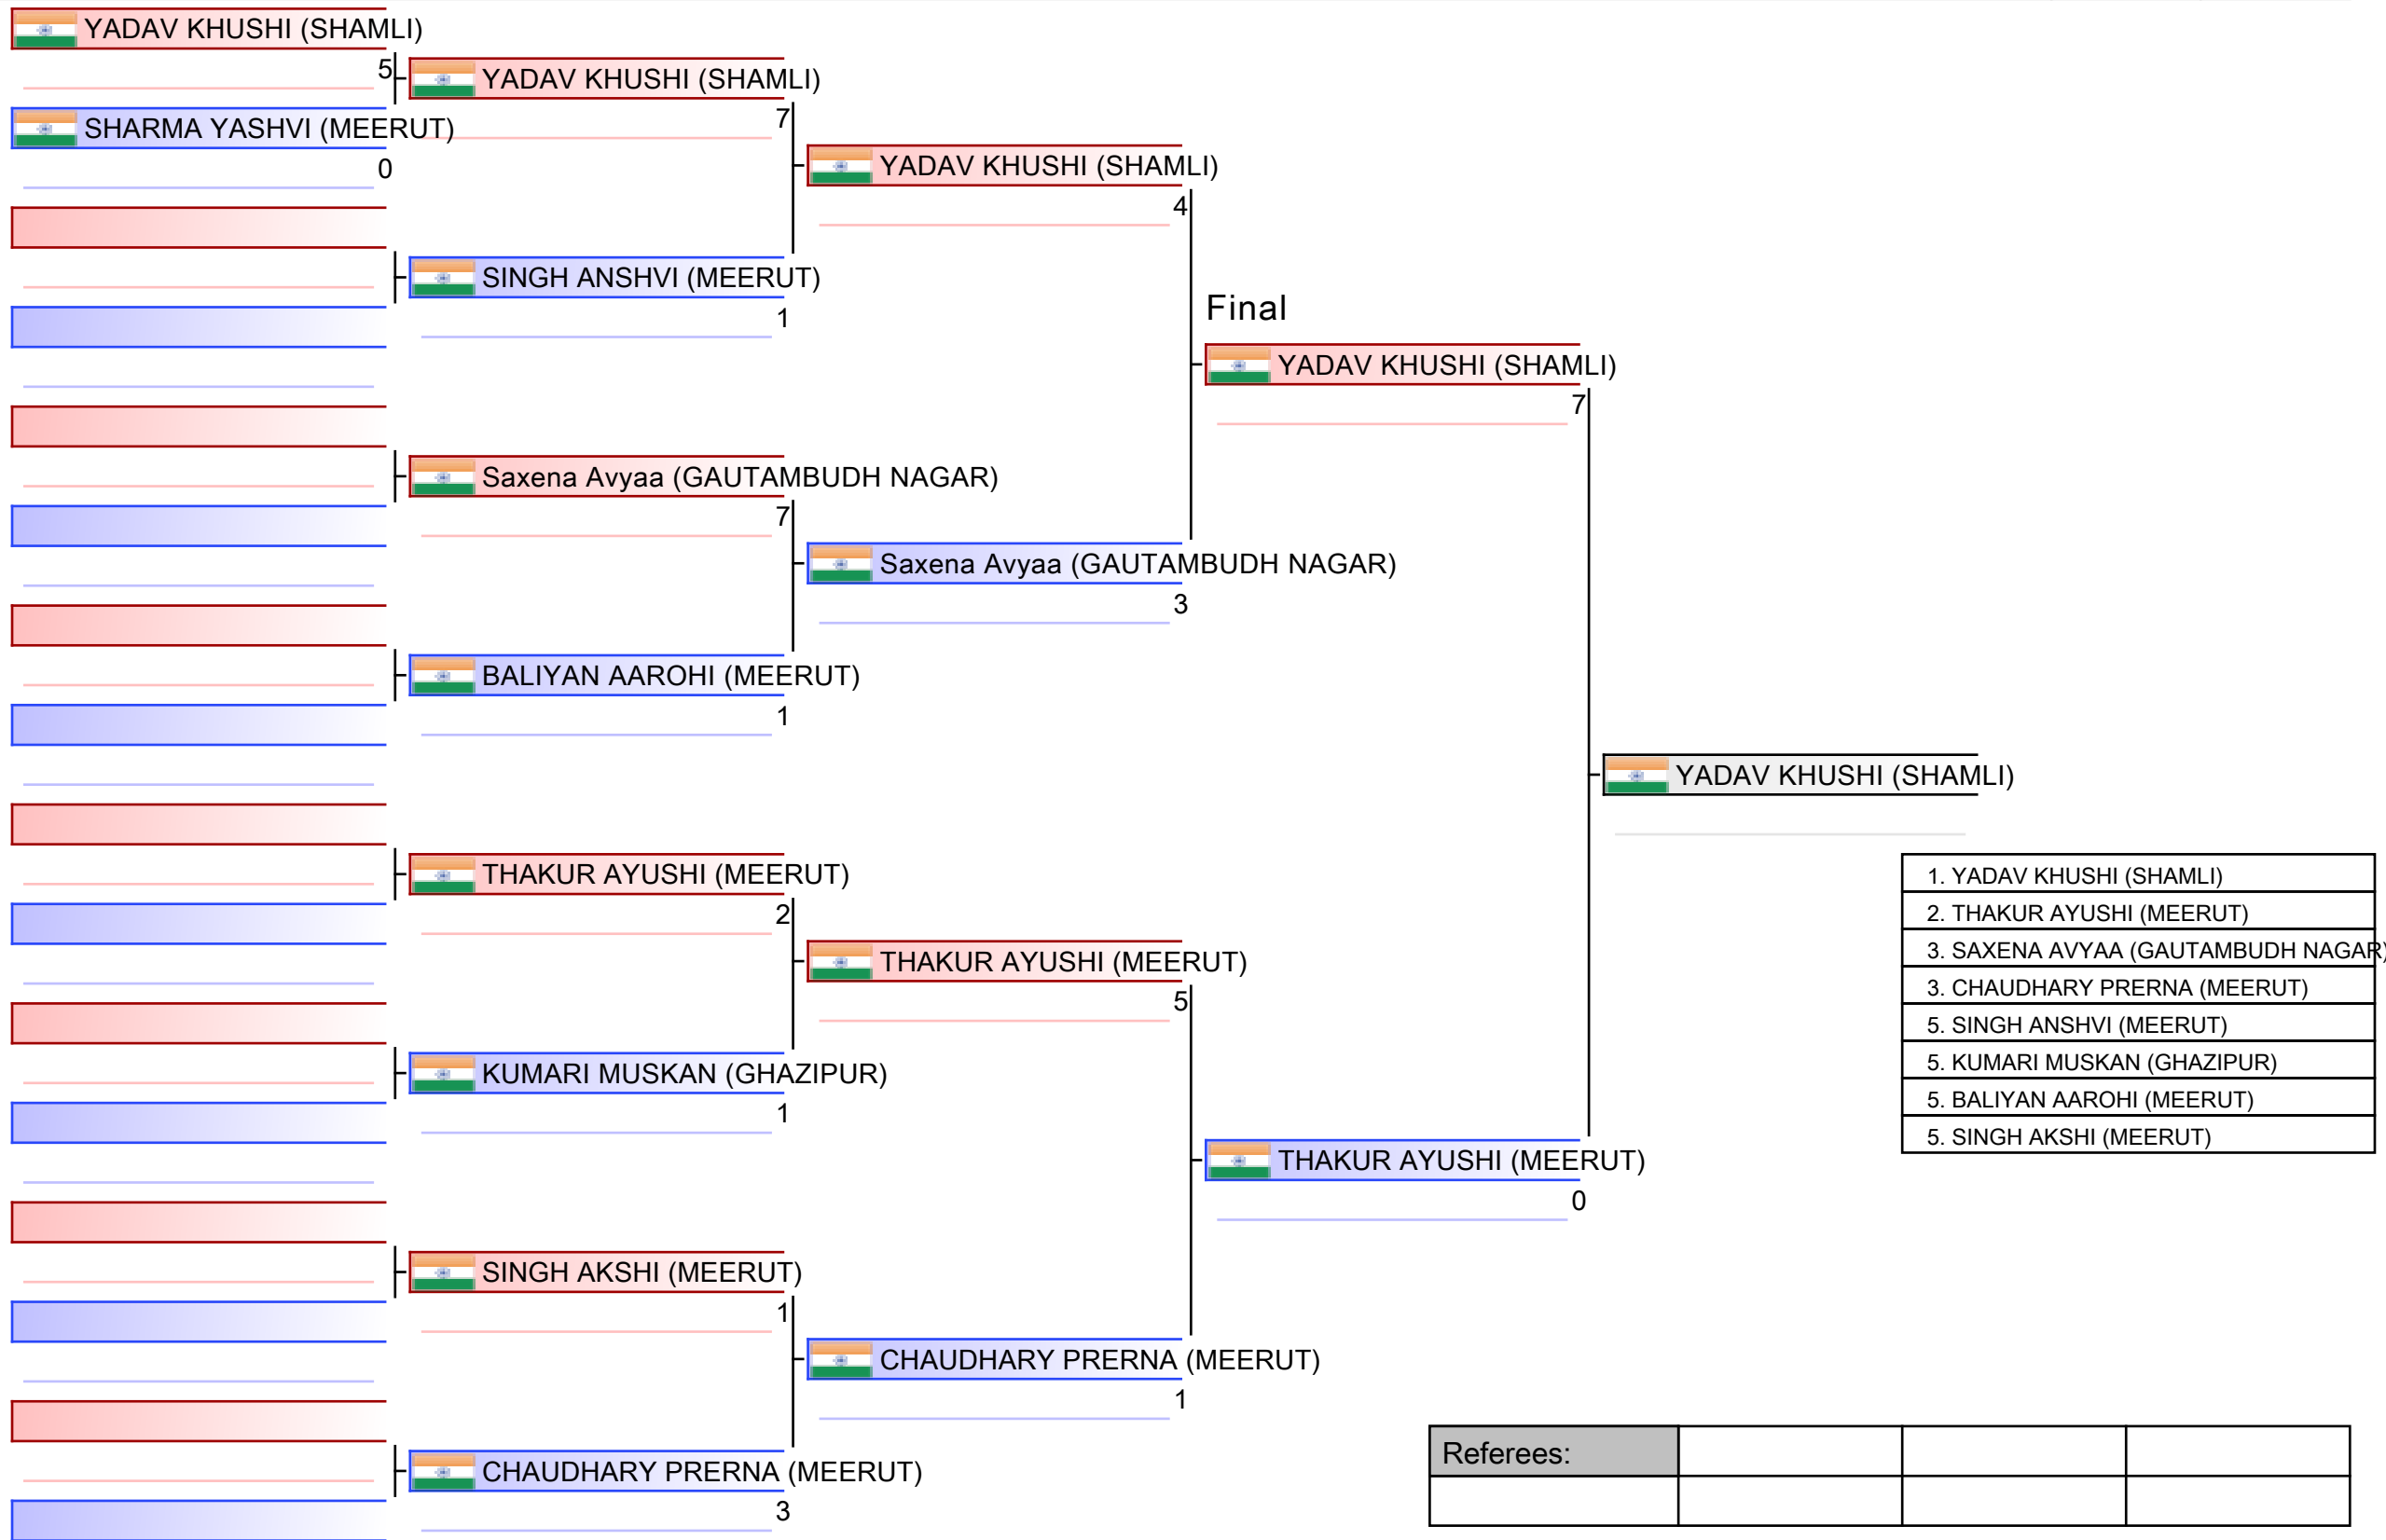 YADAV KHUSHI (SHAMLI)
5
SHARMA YASHVI (MEERUT)
0
YADAV KHUSHI (SHAMLI)
7
SINGH ANSHVI (MEERUT)
1
Saxena Avyaa (GAUTAMBUDH NAGAR)
7
BALIYAN AAROHI (MEERUT)
1
THAKUR AYUSHI (MEERUT)
2
KUMARI MUSKAN (GHAZIPUR)
1
SINGH AKSHI (MEERUT)
1
CHAUDHARY PRERNA (MEERUT)
3
YADAV KHUSHI (SHAMLI)
4
Saxena Avyaa (GAUTAMBUDH NAGAR)
3
THAKUR AYUSHI (MEERUT)
5
CHAUDHARY PRERNA (MEERUT)
1
Final
YADAV KHUSHI (SHAMLI)
7
THAKUR AYUSHI (MEERUT)
0
YADAV KHUSHI (SHAMLI)
1. YADAV KHUSHI (SHAMLI)
2. THAKUR AYUSHI (MEERUT)
3. SAXENA AVYAA (GAUTAMBUDH NAGAR)
3. CHAUDHARY PRERNA (MEERUT)
5. SINGH ANSHVI (MEERUT)
5. KUMARI MUSKAN (GHAZIPUR)
5. BALIYAN AAROHI (MEERUT)
5. SINGH AKSHI (MEERUT)
Referees: